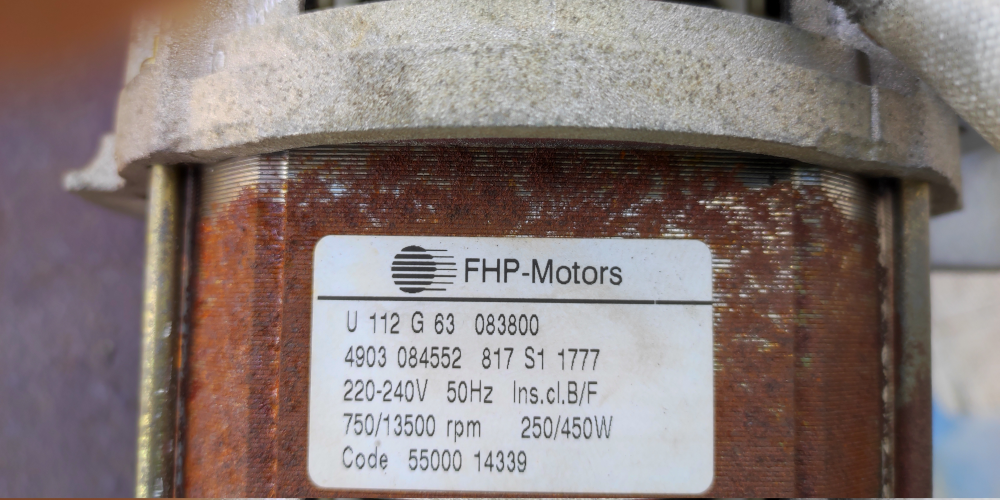 FHP-Motors
U 112 G 63 083800
4903 084552 817 S1 1777
220-240V 50Hz Ins.cl.B/F
750/13500 rpm 250/450W
Code 55000 14339